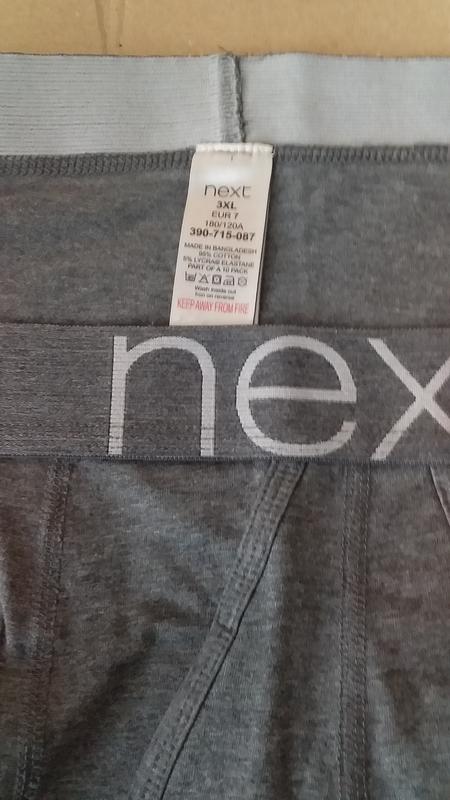 next
3XL
EUR 7
180/120A
390-715-087
MADE IN BANGLADESH
95% COTTON
5% LYCRA® ELASTANE
PART OF A 10 PACK
Wash inside out
Iron on reverse
KEEP AWAY FROM FIRE
nex